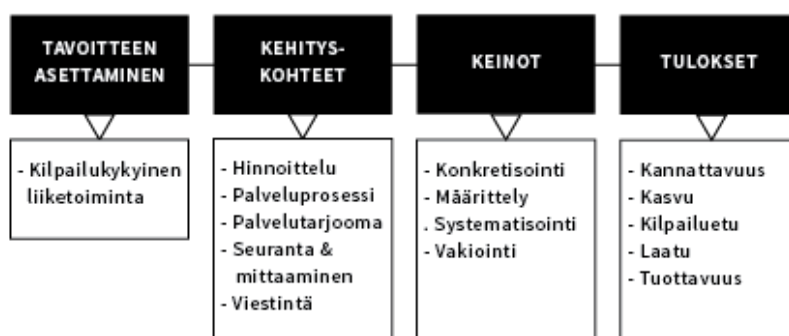 TAVOITTEEN
ASETTAMINEN
- Kilpailukykyinen
liiketoiminta
KEHITYS-
KOHTEET
- Hinnoittelu
- Palveluprosessi
- Palvelutarjooma
- Seuranta &
mittaaminen
- Viestintä
KEINOT
- Konkretisointi
- Määrittely
. Systematisointi
- Vakiointi
TULOKSET
- Kannattavuus
- Kasvu
- Kilpailuetu
- Laatu
- Tuottavuus